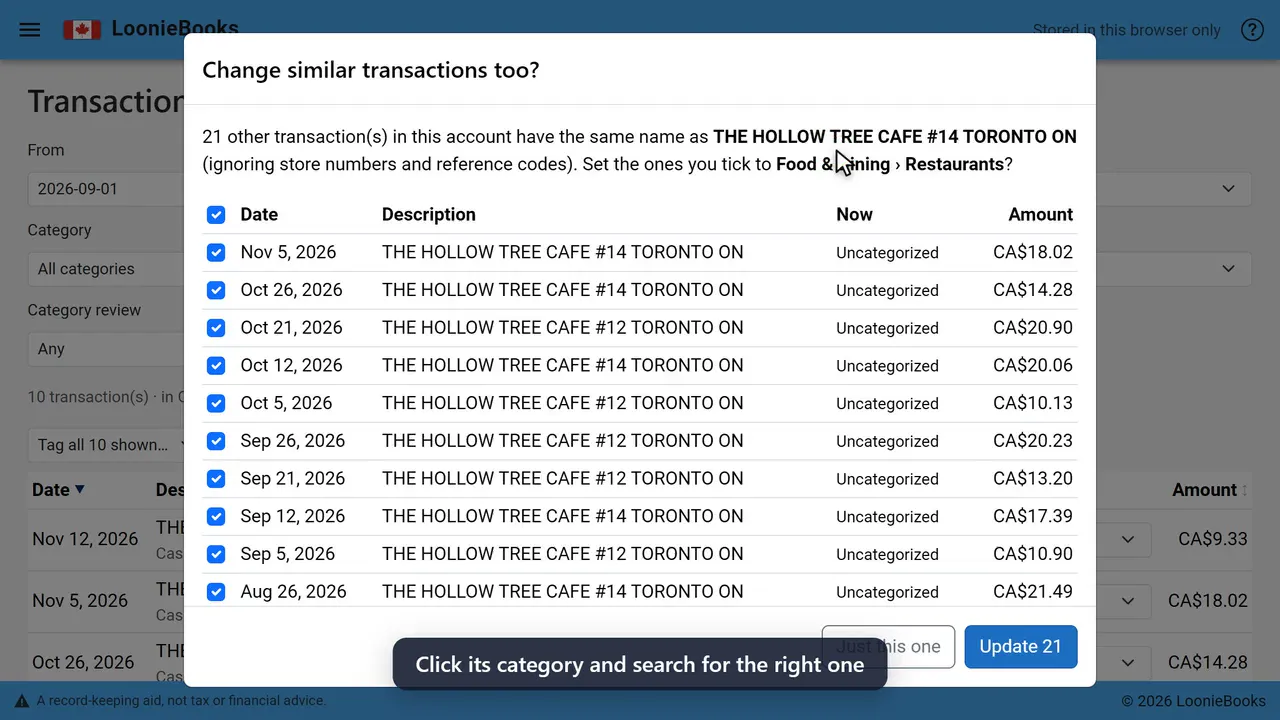 LoonieBooks
Stored in this browser only
Change similar transactions too?
Transaction
21 other transaction(s) in this account have the same name as THE HOLLOW TREE CAFE #14 TORONTO ON
(ignoring store numbers and reference codes). Set the ones you tick to Food & Dining › Restaurants?
From
2026-09-01
Category
All categories
Category review
Any
10 transaction(s) · in
Tag all 10 shown...
Date Description Now Amount
Nov 5, 2026 THE HOLLOW TREE CAFE #14 TORONTO ON Uncategorized CA$18.02
Oct 26, 2026 THE HOLLOW TREE CAFE #14 TORONTO ON Uncategorized CA$14.28
Oct 21, 2026 THE HOLLOW TREE CAFE #12 TORONTO ON Uncategorized CA$20.90
Oct 12, 2026 THE HOLLOW TREE CAFE #14 TORONTO ON Uncategorized CA$20.06
Oct 5, 2026 THE HOLLOW TREE CAFE #12 TORONTO ON Uncategorized CA$10.13
Sep 26, 2026 THE HOLLOW TREE CAFE #12 TORONTO ON Uncategorized CA$20.23
Sep 21, 2026 THE HOLLOW TREE CAFE #12 TORONTO ON Uncategorized CA$13.20
Sep 12, 2026 THE HOLLOW TREE CAFE #14 TORONTO ON Uncategorized CA$17.39
Sep 5, 2026 THE HOLLOW TREE CAFE #12 TORONTO ON Uncategorized CA$10.90
Aug 26, 2026 THE HOLLOW TREE CAFE #14 TORONTO ON Uncategorized CA$21.49
Just this one
Update 21
Date Des Amount
Nov 12, 2026 THE CA$9.33
Cas
Nov 5, 2026 THE CA$18.02
Cas
Oct 26, 2026 THE CA$14.28
Cas
Click its category and search for the right one
A record-keeping aid, not tax or financial advice.
© 2026 LoonieBooks